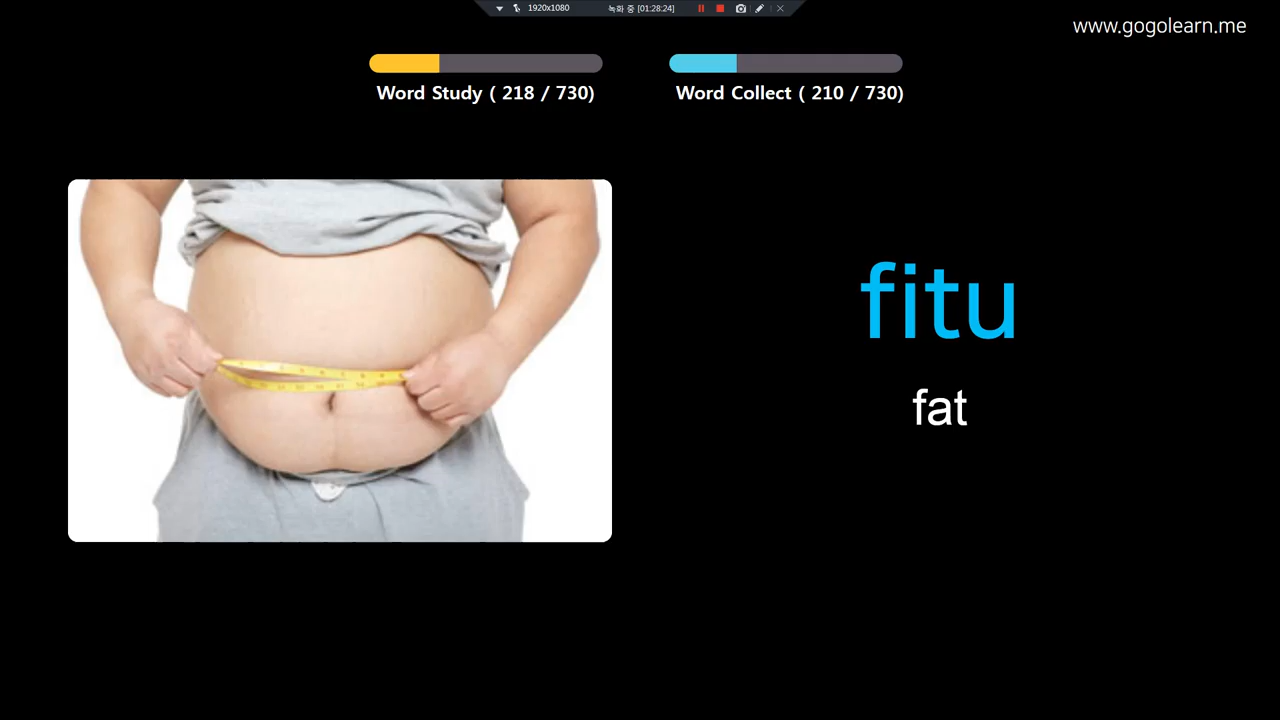 1920x1080
녹화 중 [01:28:24]
www.gogolearn.me
Word Study ( 218 / 730)
Word Collect ( 210 / 730)
fitu
fat